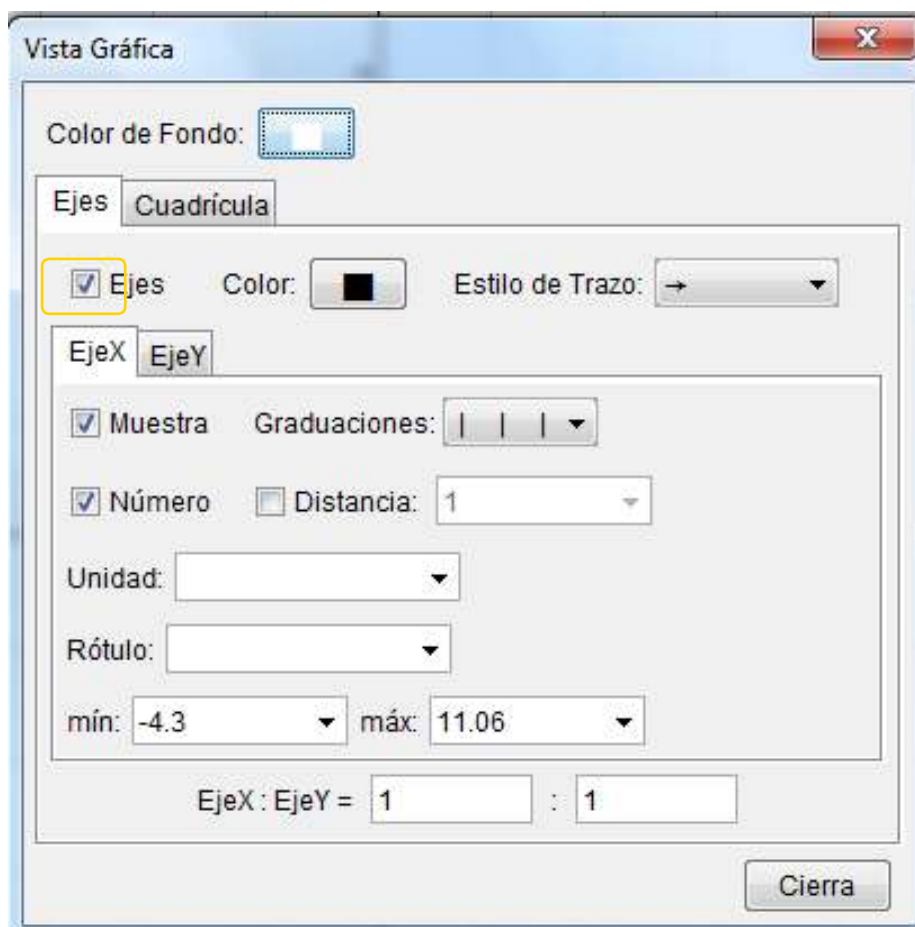 Vista Gráfica
Color de Fondo:
Ejes Cuadrícula
Ejes Color: Estilo de Trazo:
EjeX EjeY
Muestra Graduaciones:
Número Distancia: 1
Unidad:
Rótulo:
mín: -4.3 máx: 11.06
EjeX : EjeY = 1 : 1
Cierra